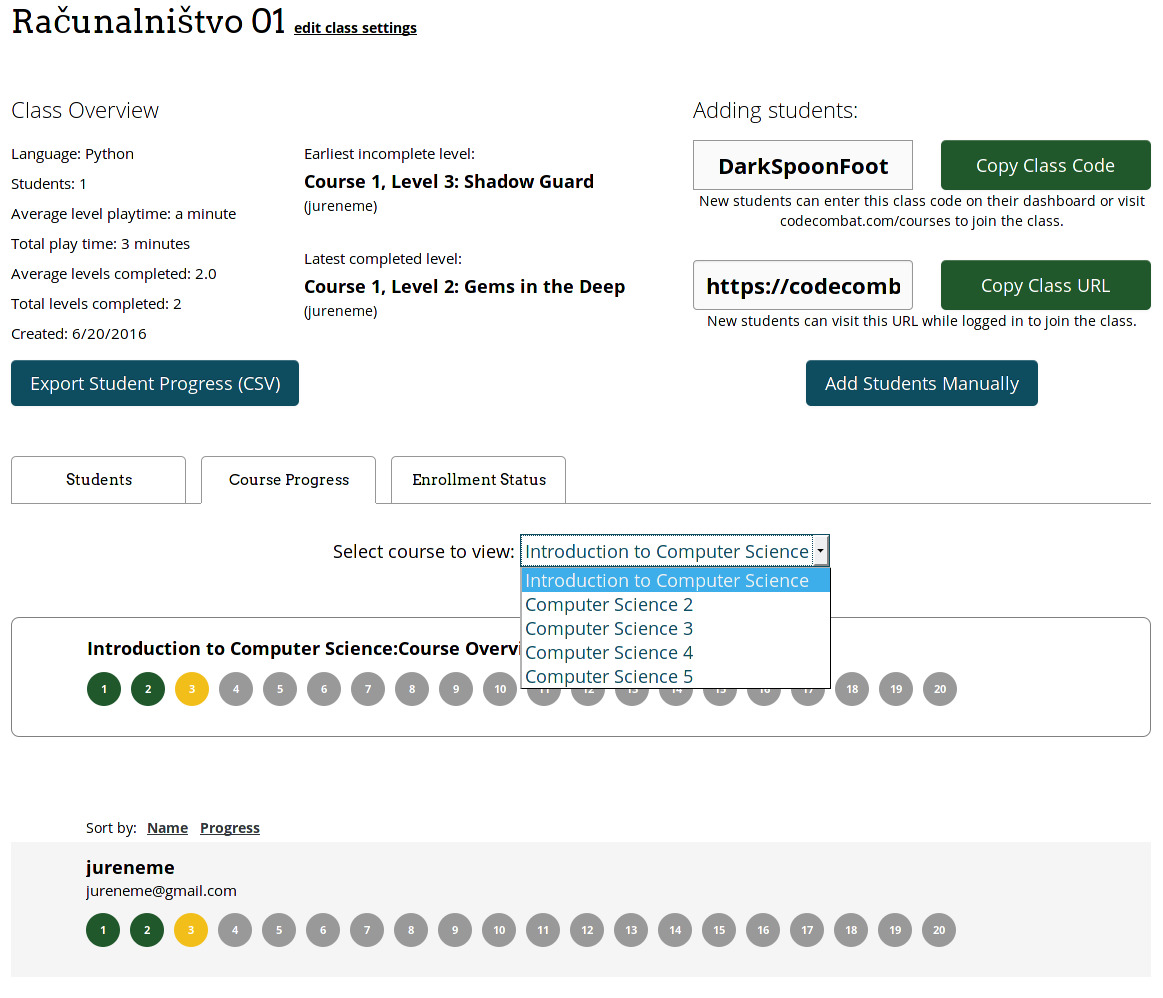 Računalništvo 01 edit class settings
Class Overview
Language: Python
Students: 1
Average level playtime: a minute
Total play time: 3 minutes
Average levels completed: 2.0
Total levels completed: 2
Created: 6/20/2016
Export Student Progress (CSV)
Earliest incomplete level:
Course 1, Level 3: Shadow Guard
(jureneme)
Latest completed level:
Course 1, Level 2: Gems in the Deep
(jureneme)
Adding students:
DarkSpoonFoot
Copy Class Code
New students can enter this class code on their dashboard or visit
codecombat.com/courses to join the class.
https://codecomb
Copy Class URL
New students can visit this URL while logged in to join the class.
Add Students Manually
Students
Course Progress
Enrollment Status
Select course to view: Introduction to Computer Science
Introduction to Computer Science
Computer Science 2
Computer Science 3
Computer Science 4
Computer Science 5
Introduction to Computer Science:Course Overvi
1 2 3 4 5 6 7 8 9 10 11 12 13 14 15 16 17 18 19 20
Sort by: Name Progress
jureneme
jureneme@gmail.com
1 2 3 4 5 6 7 8 9 10 11 12 13 14 15 16 17 18 19 20